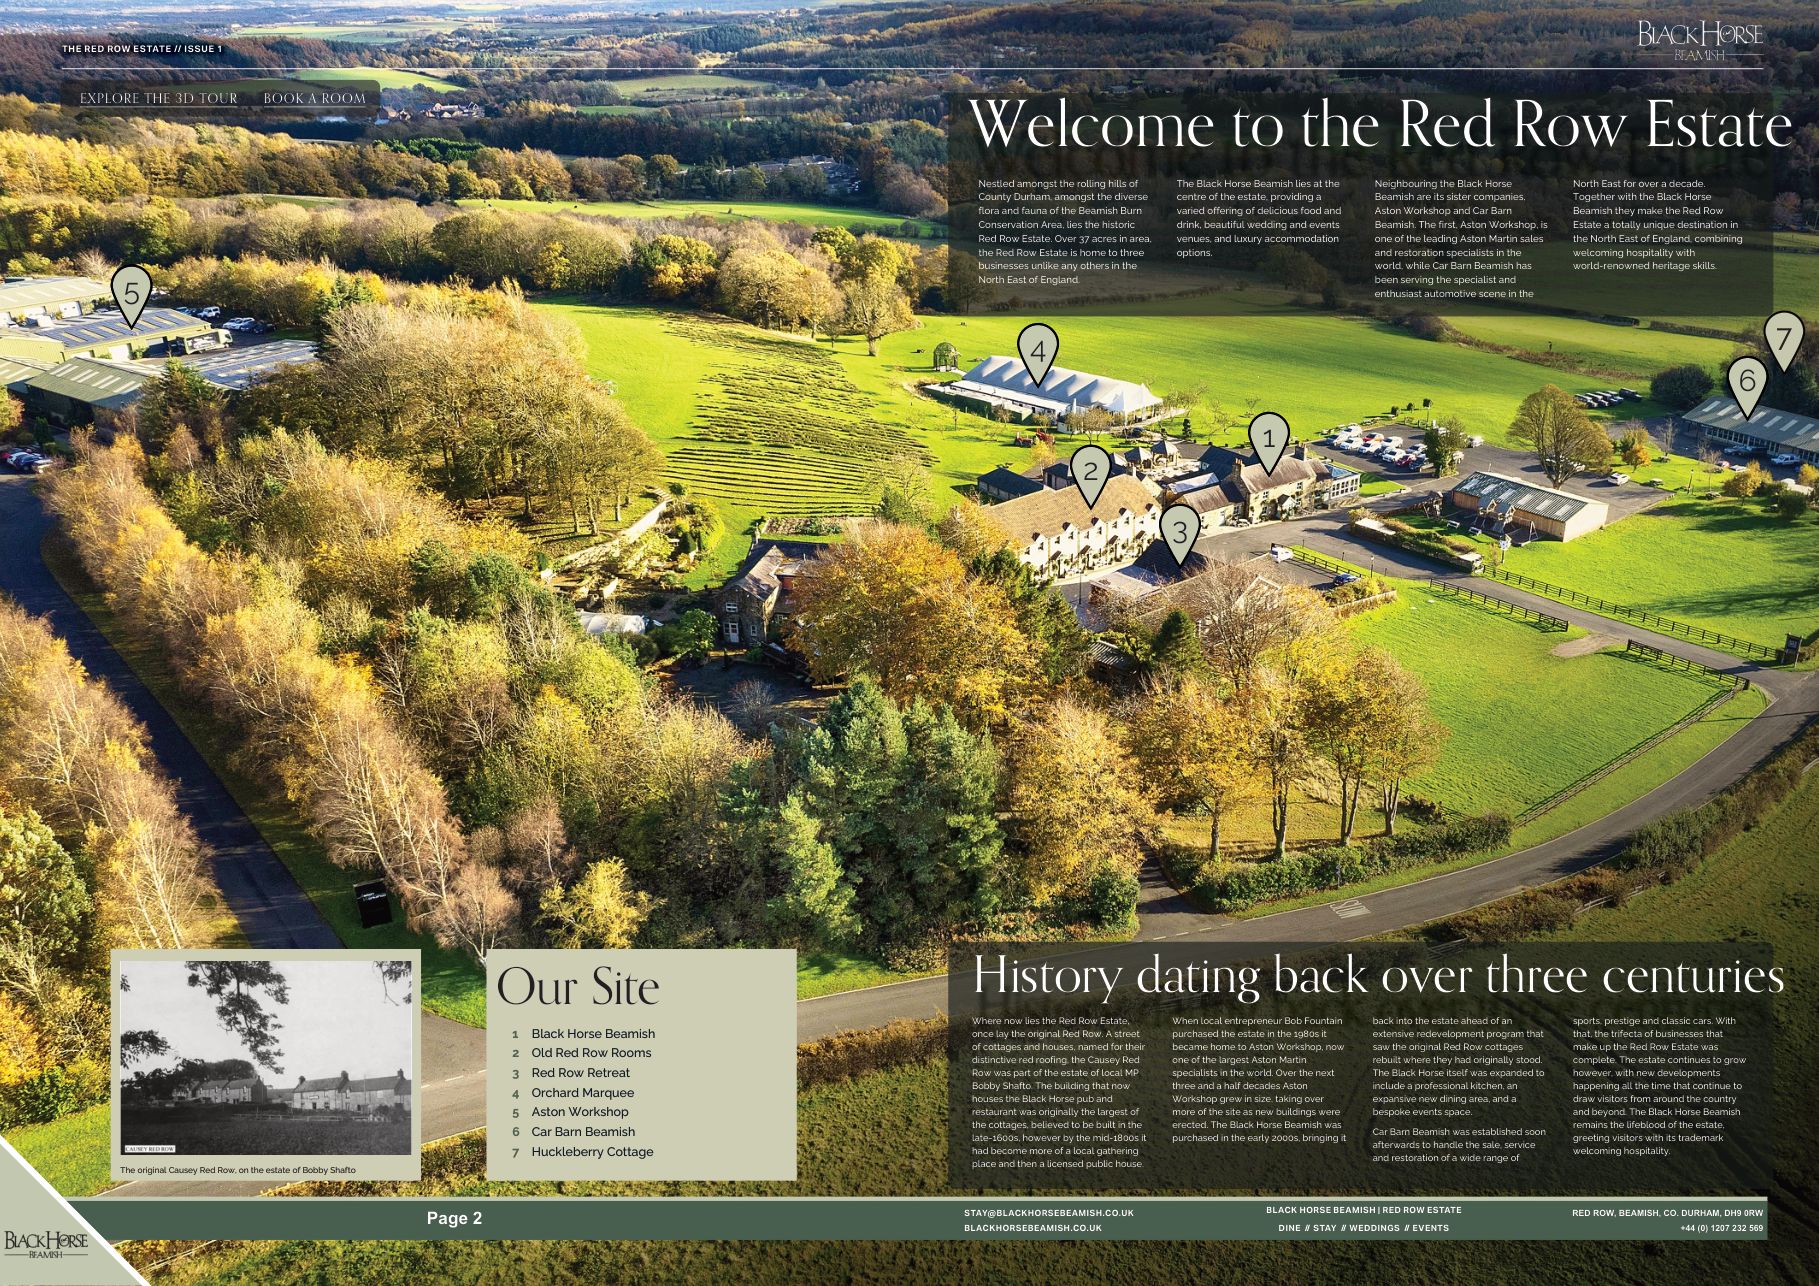 THE RED ROW ESTATE // ISSUE 1
BLACK HORSE
BEAMISH
EXPLORE THE 3D TOUR
BOOK A ROOM
Welcome to the Red Row Estate
Nestled amongst the rolling hills of
County Durham, amongst the diverse
flora and fauna of the Beamish Burn
Conservation Area, lies the historic
Red Row Estate. Over 37 acres in area,
the Red Row Estate is home to three
businesses unlike any others in the
North East of England.
The Black Horse Beamish lies at the
centre of the estate, providing a
varied offering of delicious food and
drink, beautiful wedding and events
venues, and luxury accommodation
options.
Neighbouring the Black Horse
Beamish are its sister companies,
Aston Workshop and Car Barn
Beamish. The first, Aston Workshop, is
one of the leading Aston Martin sales
and restoration specialists in the
world, while Car Barn Beamish has
been serving the specialist and
enthusiast automotive scene in the
North East for over a decade.
Together with the Black Horse
Beamish they make the Red Row
Estate a totally unique destination in
the North East of England, combining
welcoming hospitality with
world-renowned heritage skills.
5
4
7
6
1
2
3
SLOW
CAUSEY RED ROW
The original Causey Red Row, on the estate of Bobby Shafto
Our Site
1 Black Horse Beamish
2 Old Red Row Rooms
3 Red Row Retreat
4 Orchard Marquee
5 Aston Workshop
6 Car Barn Beamish
7 Huckleberry Cottage
History dating back over three centuries
Where now lies the Red Row Estate,
once lay the original Red Row. A street
of cottages and houses, named for their
distinctive red roofing, the Causey Red
Row was part of the estate of local MP
Bobby Shafto. The building that now
houses the Black Horse pub and
restaurant was originally the largest of
the cottages, believed to be built in the
late-1600s, however by the mid-1800s it
had become more of a local gathering
place and then a licensed public house.
When local entrepreneur Bob Fountain
purchased the estate in the 1980s it
became home to Aston Workshop, now
one of the largest Aston Martin
specialists in the world. Over the next
three and a half decades Aston
Workshop grew in size, taking over
more of the site as new buildings were
erected. The Black Horse Beamish was
purchased in the early 2000s, bringing it
back into the estate ahead of an
extensive redevelopment program that
saw the original Red Row cottages
rebuilt where they had originally stood.
The Black Horse itself was expanded to
include a professional kitchen, an
expansive new dining area, and a
bespoke events space.
Car Barn Beamish was established soon
afterwards to handle the sale, service
and restoration of a wide range of
sports, prestige and classic cars. With
that, the trifecta of businesses that
make up the Red Row Estate was
complete. The estate continues to grow
however, with new developments
happening all the time that continue to
draw visitors from around the country
and beyond. The Black Horse Beamish
remains the lifeblood of the estate,
greeting visitors with its trademark
welcoming hospitality.
BLACK HORSE
BEAMISH
Page 2
STAY@BLACKHORSEBEAMISH.CO.UK
BLACKHORSEBEAMISH.CO.UK
BLACK HORSE BEAMISH | RED ROW ESTATE
DINE // STAY // WEDDINGS // EVENTS
RED ROW, BEAMISH, CO. DURHAM, DH9 0RW
+44 (0) 1207 232 569